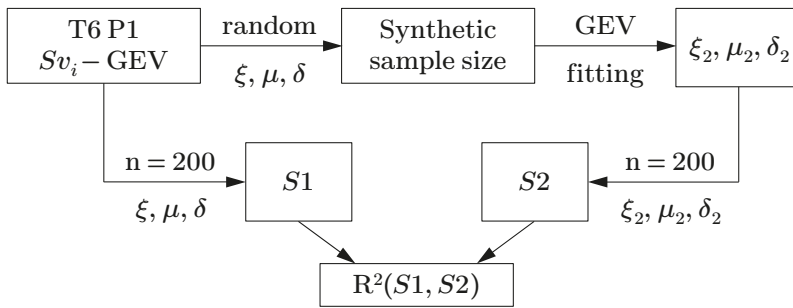 T6 P1
Svᵢ – GEV
random
ξ, μ, δ
Synthetic
sample size
GEV
fitting
ξ₂, μ₂, δ₂
n = 200
ξ, μ, δ
S1
S2
n = 200
ξ₂, μ₂, δ₂
R²(S1, S2)